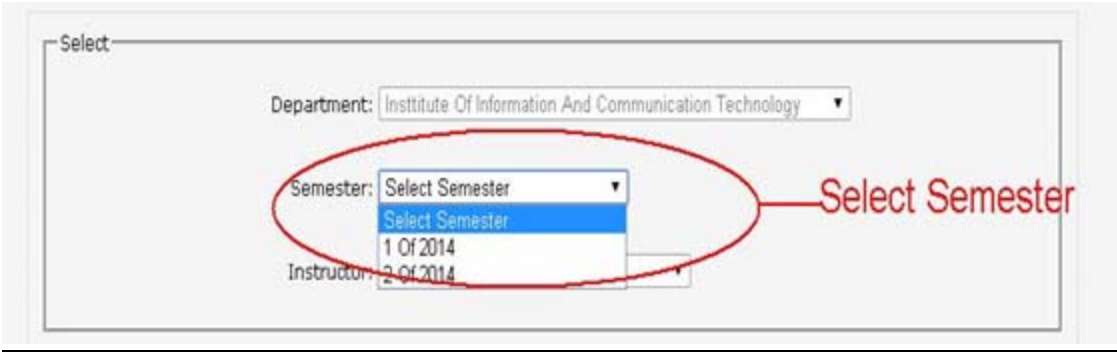 Select
Department: Insttitute Of Information And Communication Technology
Semester: Select Semester
Select Semester
Select Semester
1 Of 2014
Instructor: 2 Of 2014